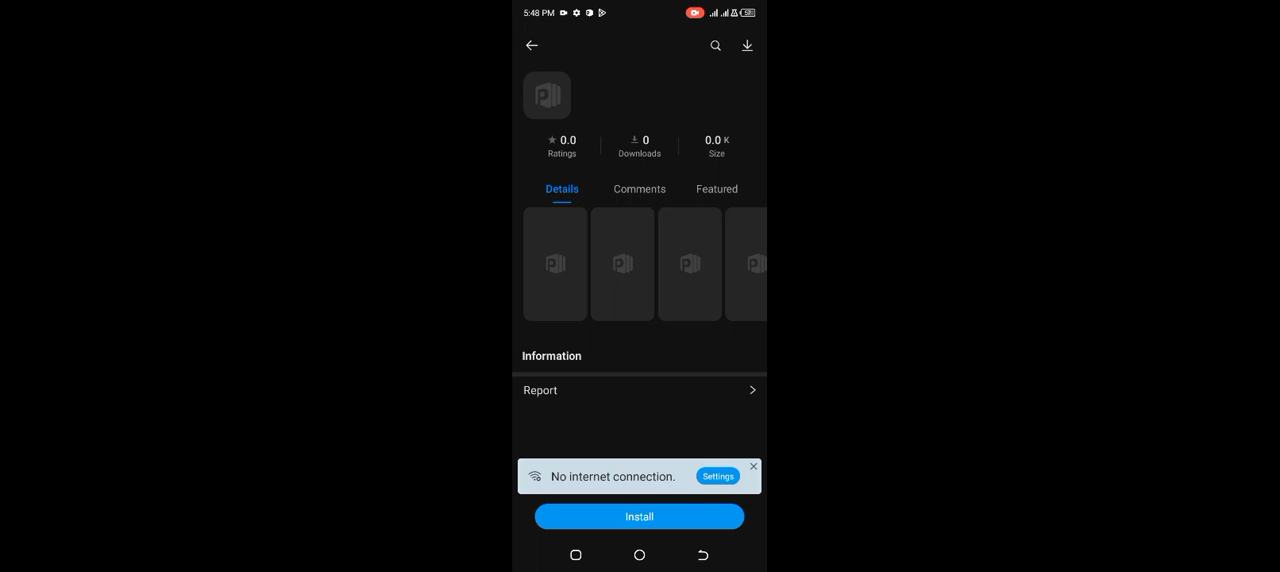 5:48 PM
0.0 0 0.0 K
Ratings Downloads Size
Details Comments Featured
Information
Report
No internet connection. Settings
Install